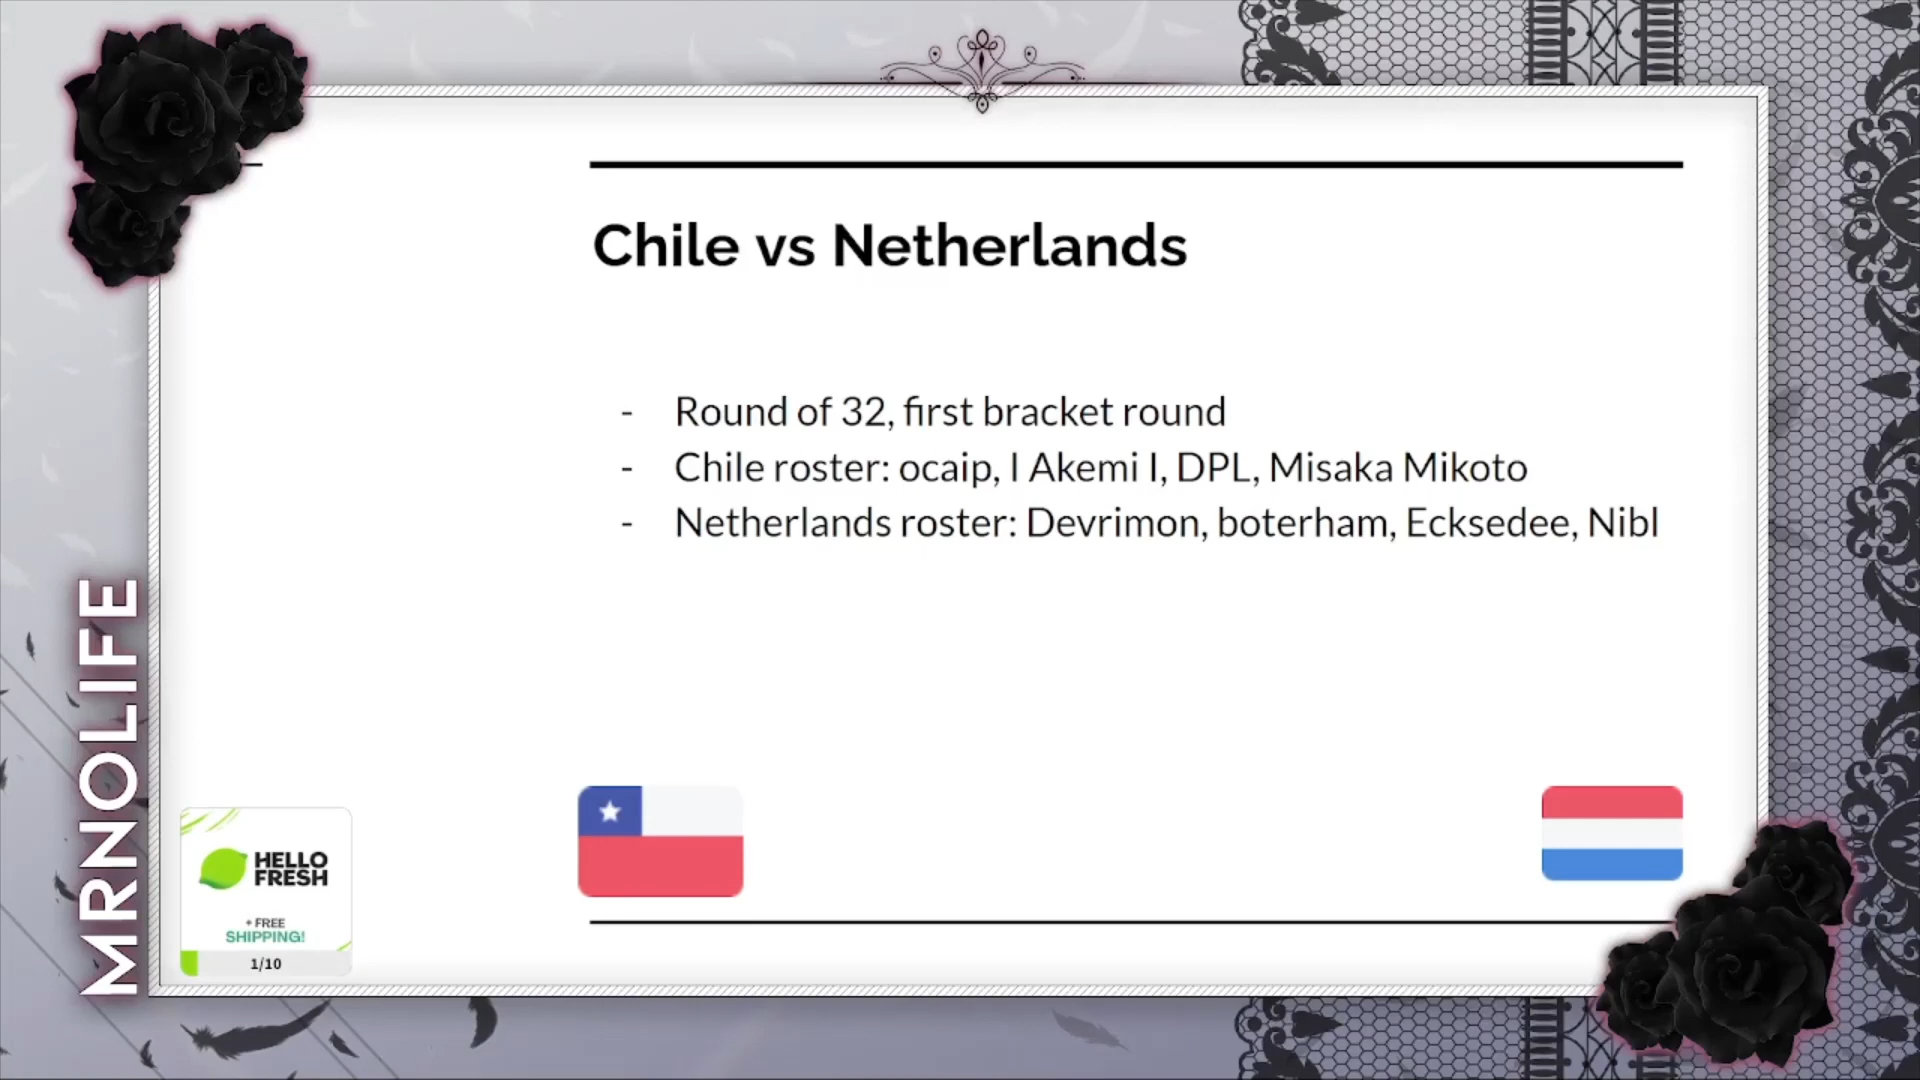 Chile vs Netherlands
- Round of 32, first bracket round
- Chile roster: ocaip, I Akemi I, DPL, Misaka Mikoto
- Netherlands roster: Devrimon, boterham, Ecksedee, Nibl
MRNOLIFE
HELLO
FRESH
+ FREE
SHIPPING!
1/10